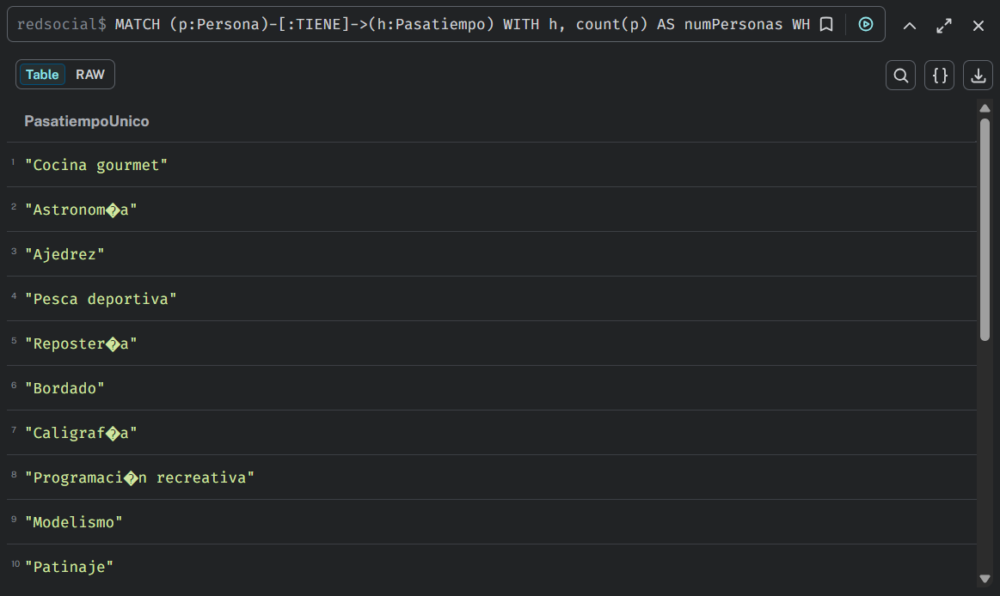 redsocial$ MATCH (p:Persona)-[:TIENE]->(h:Pasatiempo) WITH h, count(p) AS numPersonas WH
Table RAW
PasatiempoUnico
1 "Cocina gourmet"
2 "Astronom�a"
3 "Ajedrez"
4 "Pesca deportiva"
5 "Reposter�a"
6 "Bordado"
7 "Caligraf�a"
8 "Programaci�n recreativa"
9 "Modelismo"
10 "Patinaje"